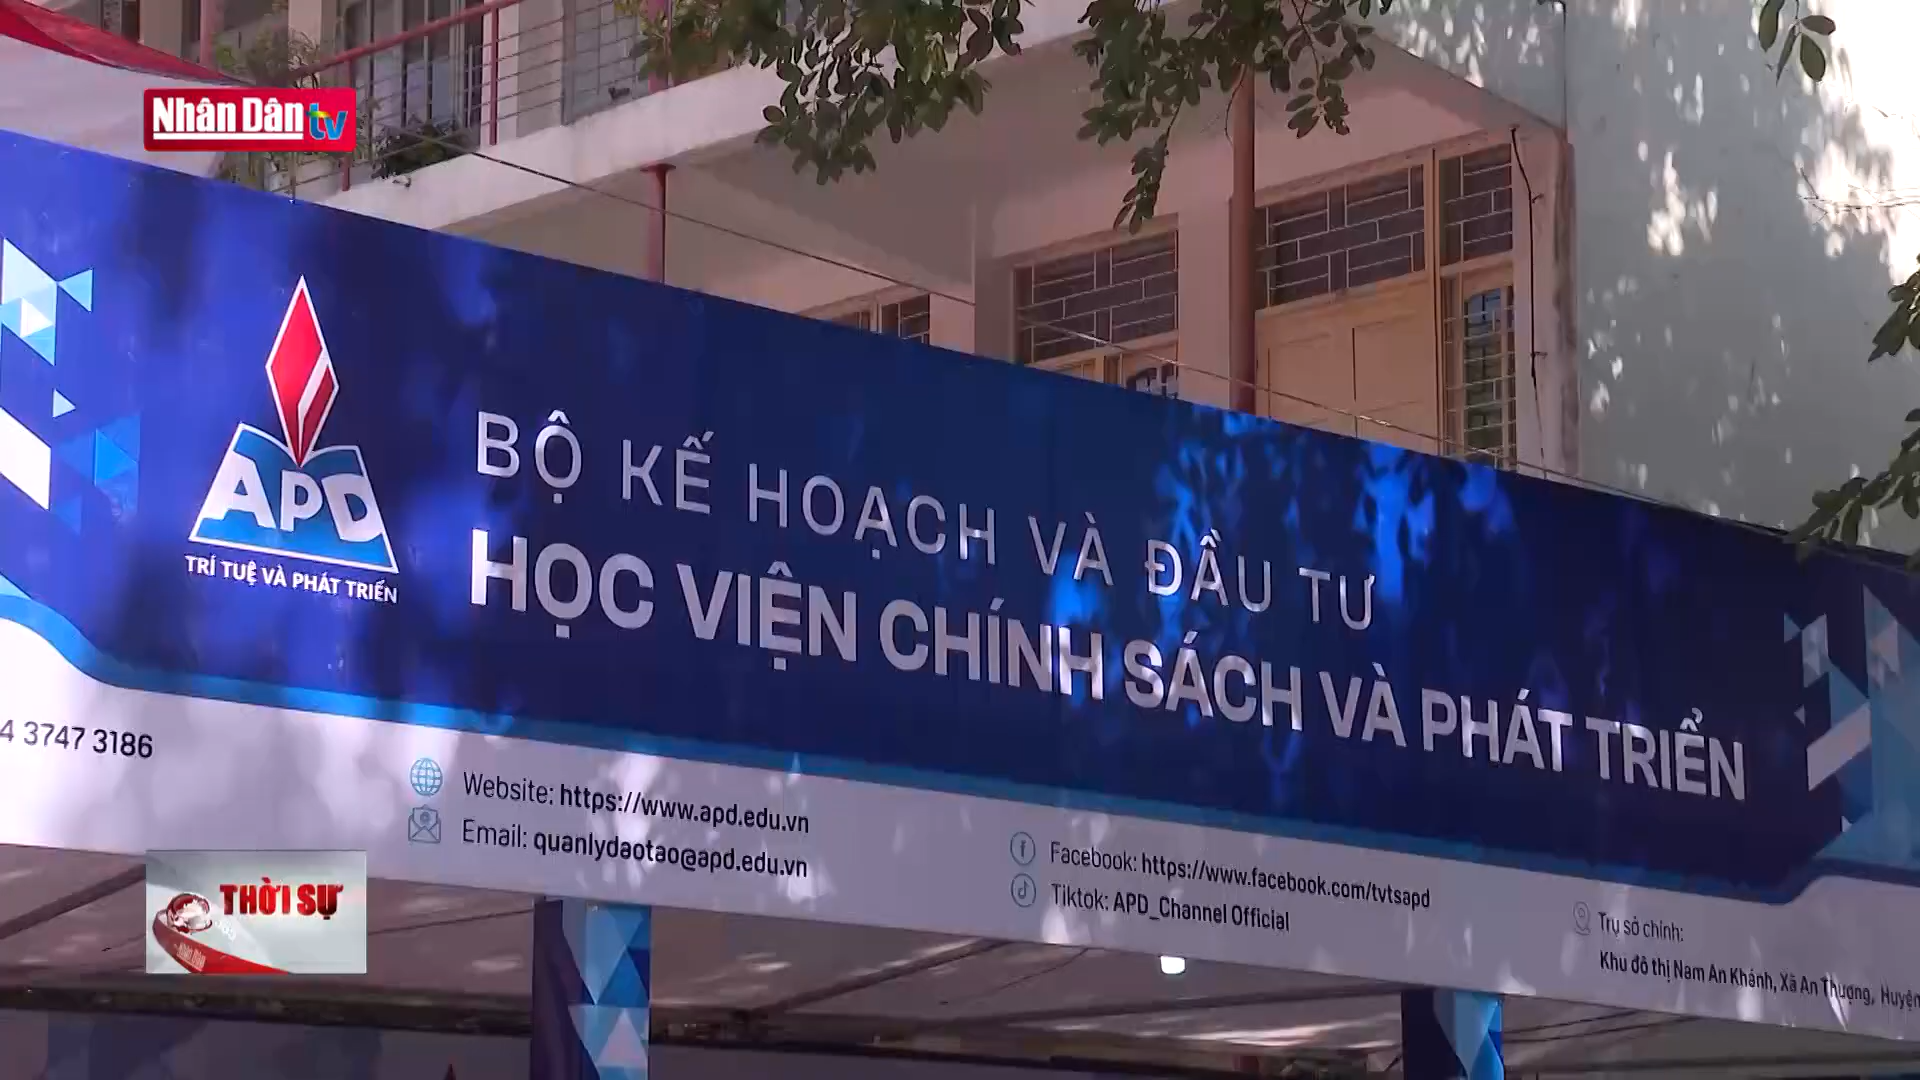 Nhân Dân tv
APD
TRÍ TUỆ VÀ PHÁT TRIỂN
BỘ KẾ HOẠCH VÀ ĐẦU TƯ
HỌC VIỆN CHÍNH SÁCH VÀ PHÁT TRIỂN
4 3747 3186
Website: https://www.apd.edu.vn
Email: quanlydaotao@apd.edu.vn
Facebook: https://www.facebook.com/tvtsapd
Tiktok: APD_Channel Official
Trụ sở chính:
Khu đô thị Nam An Khánh, Xã An Thượng, Huyện
THỜI SỰ
Nhân Dân